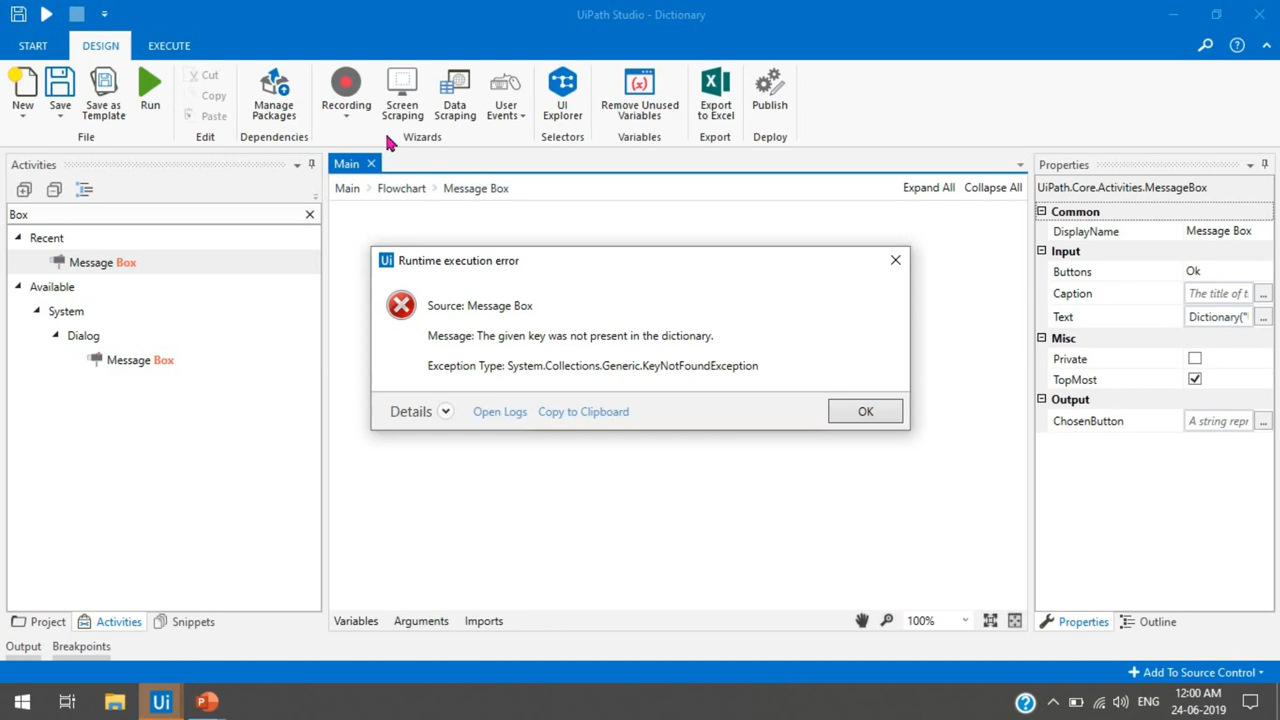 UiPath Studio - Dictionary
START
DESIGN
EXECUTE
New
Save
Save as Template
Run
Cut
Copy
Paste
Manage Packages
Recording
Screen Scraping
Data Scraping
User Events
UI Explorer
Remove Unused Variables
Export to Excel
Publish
File
Edit
Dependencies
Wizards
Selectors
Variables
Export
Deploy
Activities
Box
Recent
Message Box
Available
System
Dialog
Message Box
Main
Main > Flowchart > Message Box
Expand All
Collapse All
Ui Runtime execution error
Source: Message Box
Message: The given key was not present in the dictionary.
Exception Type: System.Collections.Generic.KeyNotFoundException
Details
Open Logs
Copy to Clipboard
OK
Properties
UiPath.Core.Activities.MessageBox
Common
DisplayName Message Box
Input
Buttons Ok
Caption The title of t ...
Text Dictionary(" ...
Misc
Private
TopMost
Output
ChosenButton A string repr ...
Project
Activities
Snippets
Variables
Arguments
Imports
100%
Properties
Outline
Output
Breakpoints
Add To Source Control
Ui
ENG
12:00 AM
24-06-2019